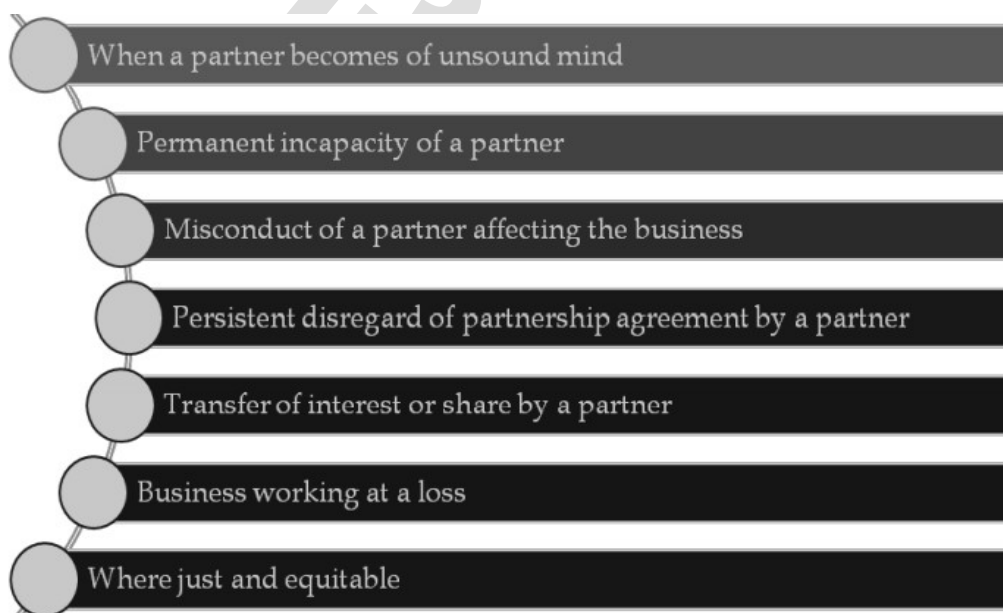 When a partner becomes of unsound mind
Permanent incapacity of a partner
Misconduct of a partner affecting the business
Persistent disregard of partnership agreement by a partner
Transfer of interest or share by a partner
Business working at a loss
Where just and equitable